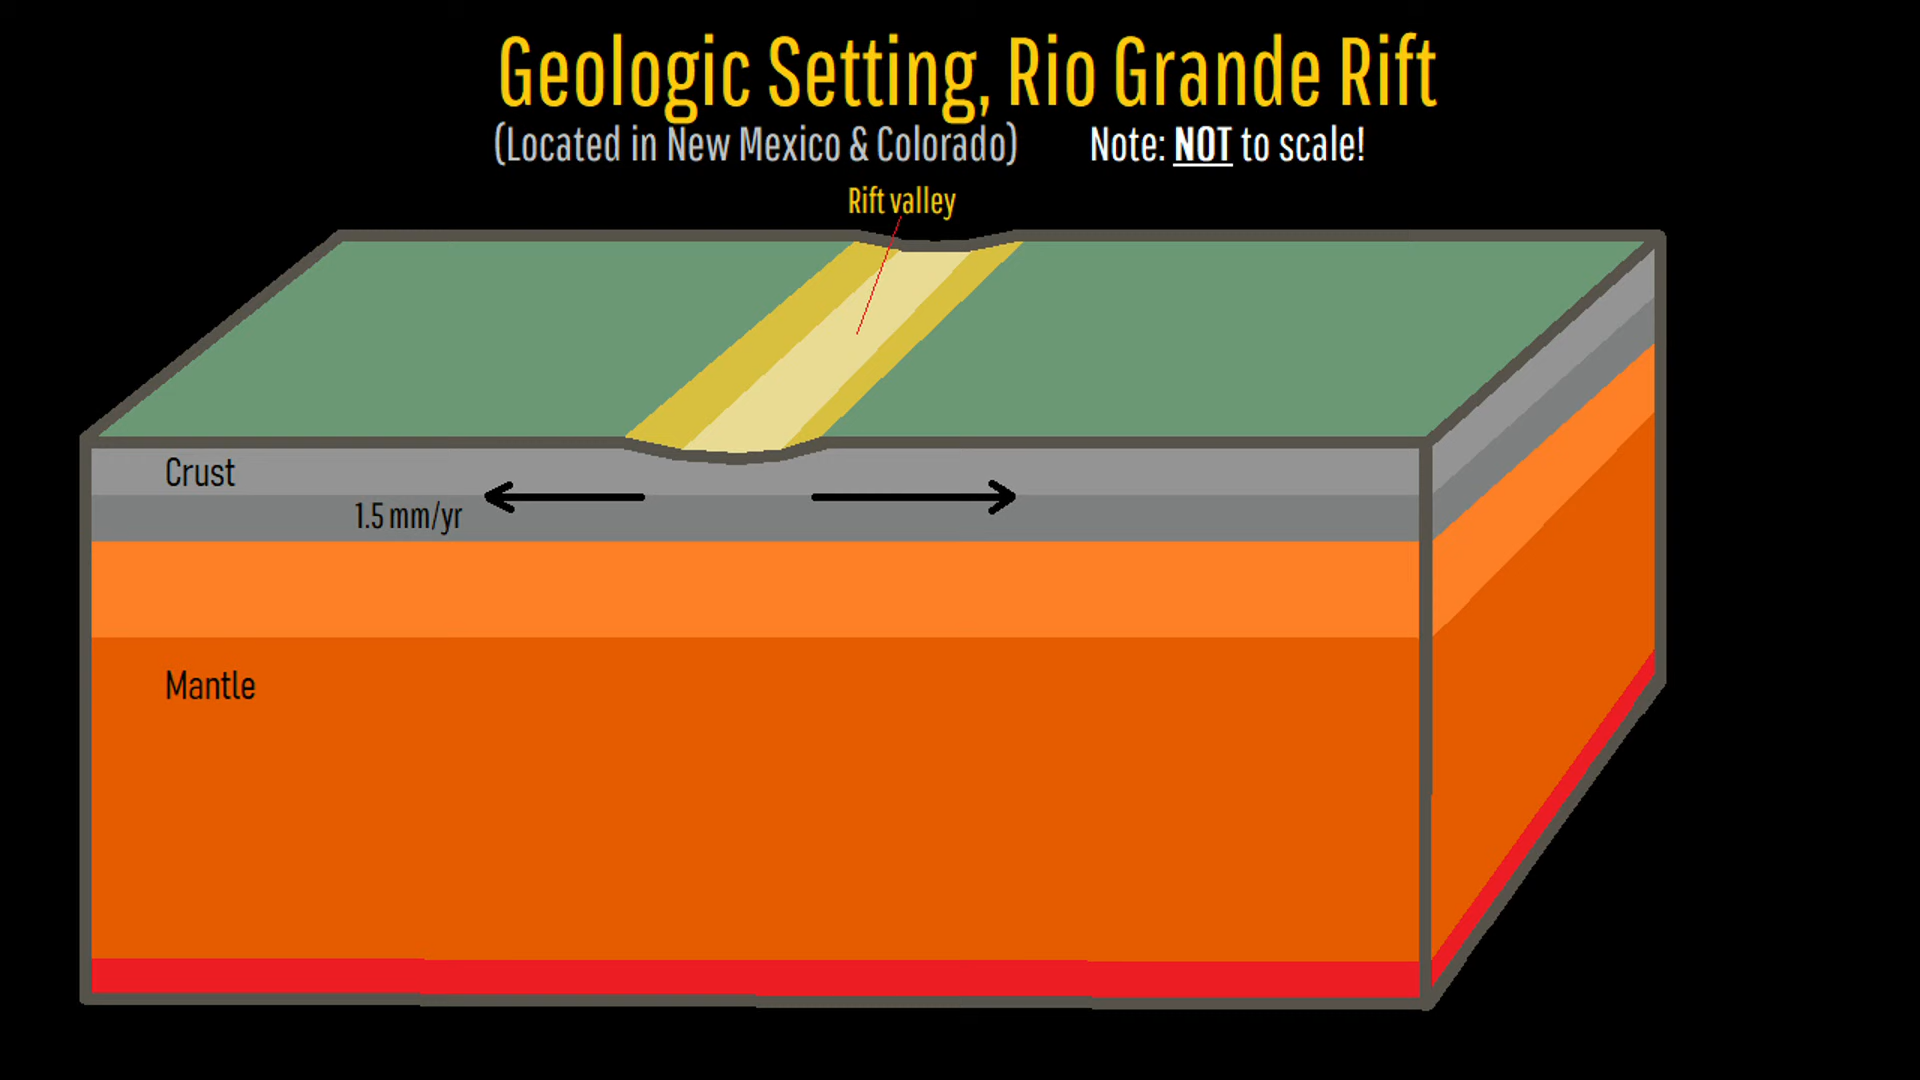 Geologic Setting, Rio Grande Rift
(Located in New Mexico & Colorado) Note: NOT to scale!
Rift valley
Crust
1.5 mm/yr
Mantle